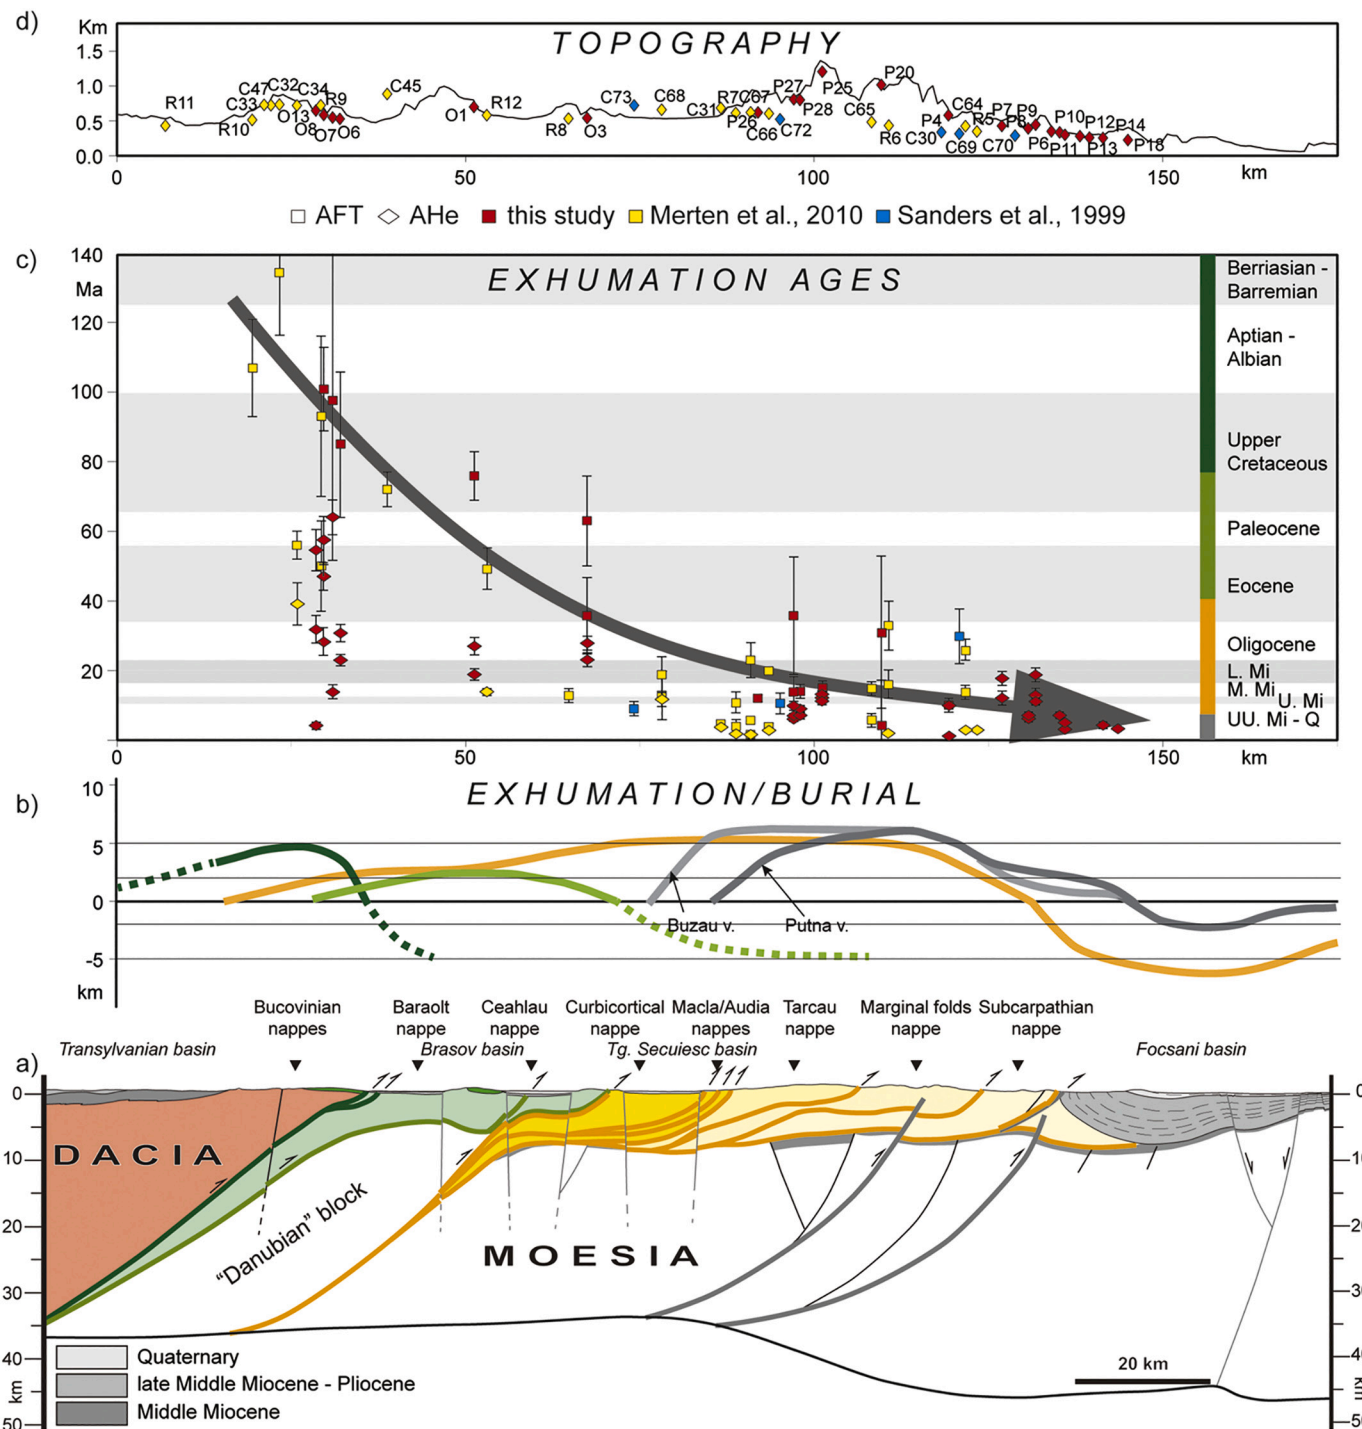 d)
Km
TOPOGRAPHY
1.5
1.0
0.5
0.0
R11
C47
C32
C34
C33
R10
R9
O13
O8
O7
O6
C45
O1
R12
R8
O3
C73
C68
C31
R7
C67
P26
C66
C72
P27
P28
P25
P20
C65
R6
C30
P4
C64
C69
R5
C70
P7
P8
P9
P6
P10
P11
P12
P13
P14
P18
0
50
100
150
km
AFT
AHe
this study
Merten et al., 2010
Sanders et al., 1999
c)
EXHUMATION AGES
140
Ma
120
100
80
60
40
20
Berriasian -
Barremian
Aptian -
Albian
Upper
Cretaceous
Paleocene
Eocene
Oligocene
L. Mi
M. Mi
U. Mi
UU. Mi - Q
0
50
100
150
km
b)
EXHUMATION/BURIAL
10
5
0
-5
km
Buzau v.
Putna v.
Bucovinian
nappes
Baraolt
nappe
Ceahlau
nappe
Curbicortical
nappe
Macla/Audia
nappes
Tarcau
nappe
Marginal folds
nappe
Subcarpathian
nappe
a)
Transylvanian basin
Brasov basin
Tg. Secuiesc basin
Focsani basin
0
10
20
30
40
km
50
DACIA
"Danubian" block
MOESIA
20 km
Quaternary
late Middle Miocene - Pliocene
Middle Miocene